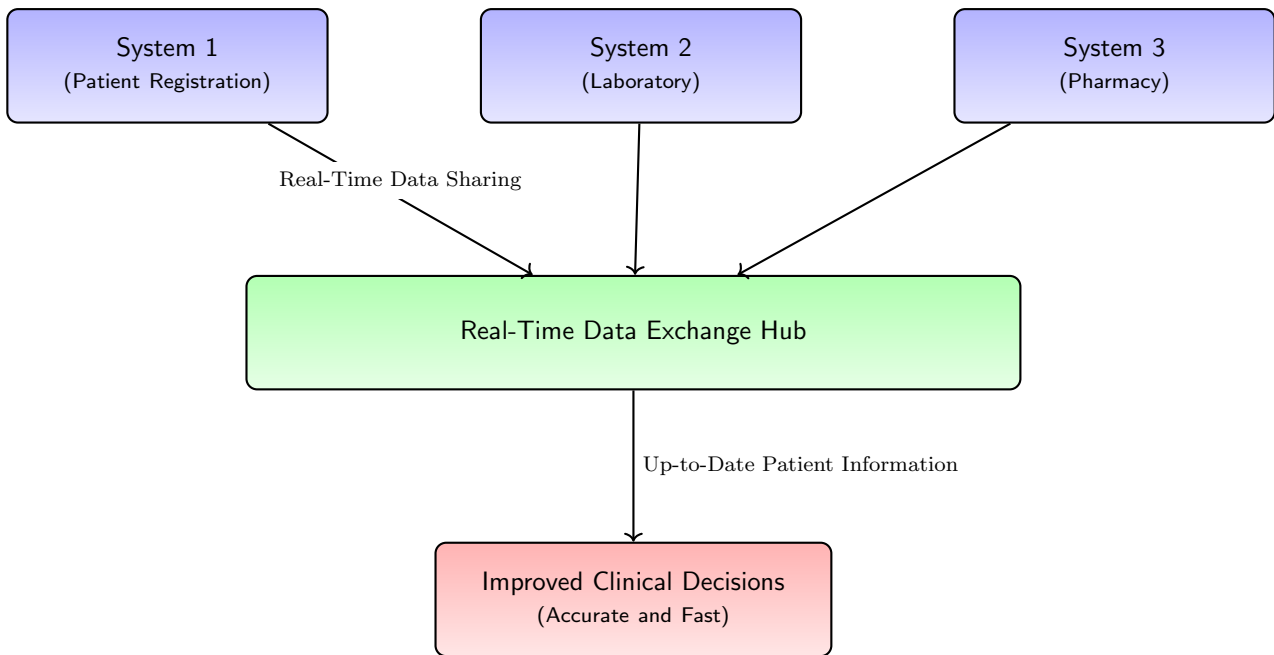 System 1
(Patient Registration)
System 2
(Laboratory)
System 3
(Pharmacy)
Real-Time Data Sharing
Real-Time Data Exchange Hub
Up-to-Date Patient Information
Improved Clinical Decisions
(Accurate and Fast)